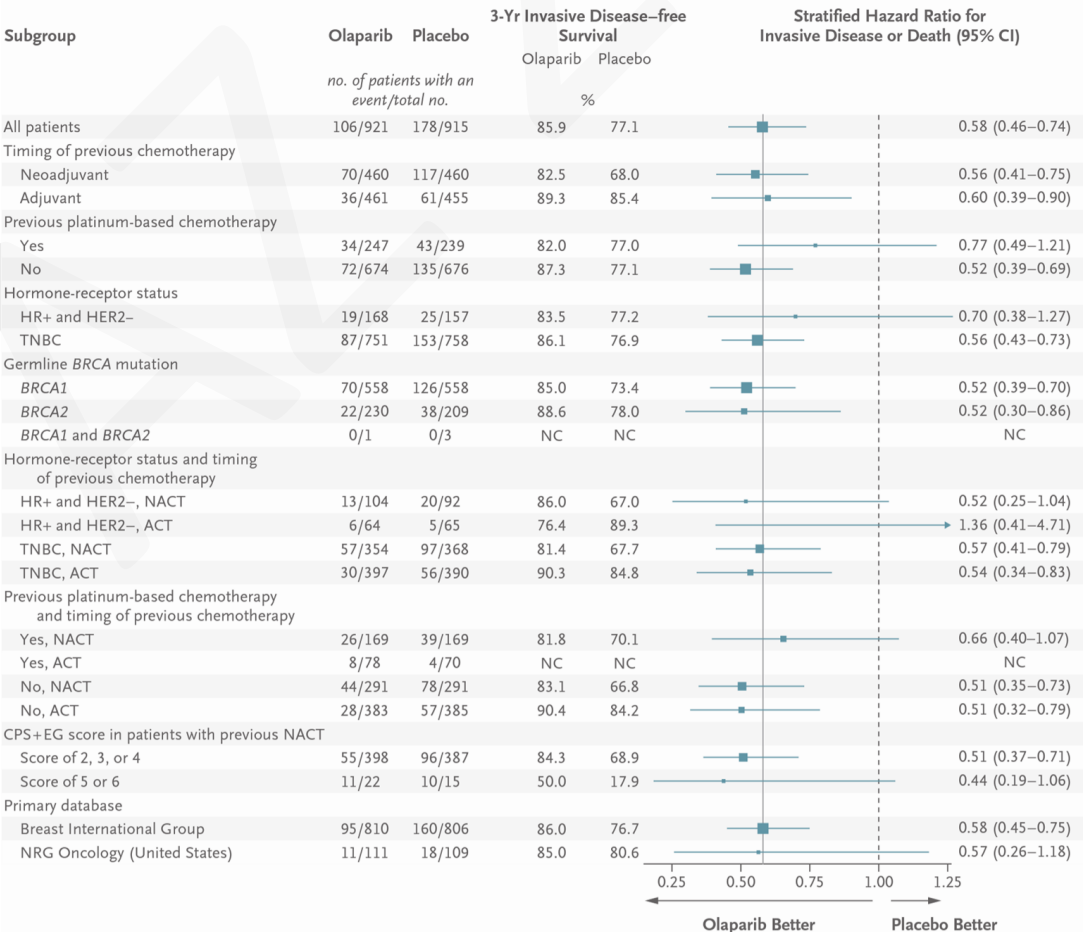 3-Yr Invasive Disease–free Stratified Hazard Ratio for
Subgroup Olaparib Placebo Survival Invasive Disease or Death (95% CI)
Olaparib Placebo
no. of patients with an
event/total no. %
All patients 106/921 178/915 85.9 77.1 0.58 (0.46–0.74)
Timing of previous chemotherapy
Neoadjuvant 70/460 117/460 82.5 68.0 0.56 (0.41–0.75)
Adjuvant 36/461 61/455 89.3 85.4 0.60 (0.39–0.90)
Previous platinum-based chemotherapy
Yes 34/247 43/239 82.0 77.0 0.77 (0.49–1.21)
No 72/674 135/676 87.3 77.1 0.52 (0.39–0.69)
Hormone-receptor status
HR+ and HER2– 19/168 25/157 83.5 77.2 0.70 (0.38–1.27)
TNBC 87/751 153/758 86.1 76.9 0.56 (0.43–0.73)
Germline BRCA mutation
BRCA1 70/558 126/558 85.0 73.4 0.52 (0.39–0.70)
BRCA2 22/230 38/209 88.6 78.0 0.52 (0.30–0.86)
BRCA1 and BRCA2 0/1 0/3 NC NC NC
Hormone-receptor status and timing
of previous chemotherapy
HR+ and HER2–, NACT 13/104 20/92 86.0 67.0 0.52 (0.25–1.04)
HR+ and HER2–, ACT 6/64 5/65 76.4 89.3 1.36 (0.41–4.71)
TNBC, NACT 57/354 97/368 81.4 67.7 0.57 (0.41–0.79)
TNBC, ACT 30/397 56/390 90.3 84.8 0.54 (0.34–0.83)
Previous platinum-based chemotherapy
and timing of previous chemotherapy
Yes, NACT 26/169 39/169 81.8 70.1 0.66 (0.40–1.07)
Yes, ACT 8/78 4/70 NC NC NC
No, NACT 44/291 78/291 83.1 66.8 0.51 (0.35–0.73)
No, ACT 28/383 57/385 90.4 84.2 0.51 (0.32–0.79)
CPS+EG score in patients with previous NACT
Score of 2, 3, or 4 55/398 96/387 84.3 68.9 0.51 (0.37–0.71)
Score of 5 or 6 11/22 10/15 50.0 17.9 0.44 (0.19–1.06)
Primary database
Breast International Group 95/810 160/806 86.0 76.7 0.58 (0.45–0.75)
NRG Oncology (United States) 11/111 18/109 85.0 80.6 0.57 (0.26–1.18)
0.25 0.50 0.75 1.00 1.25
Olaparib Better Placebo Better